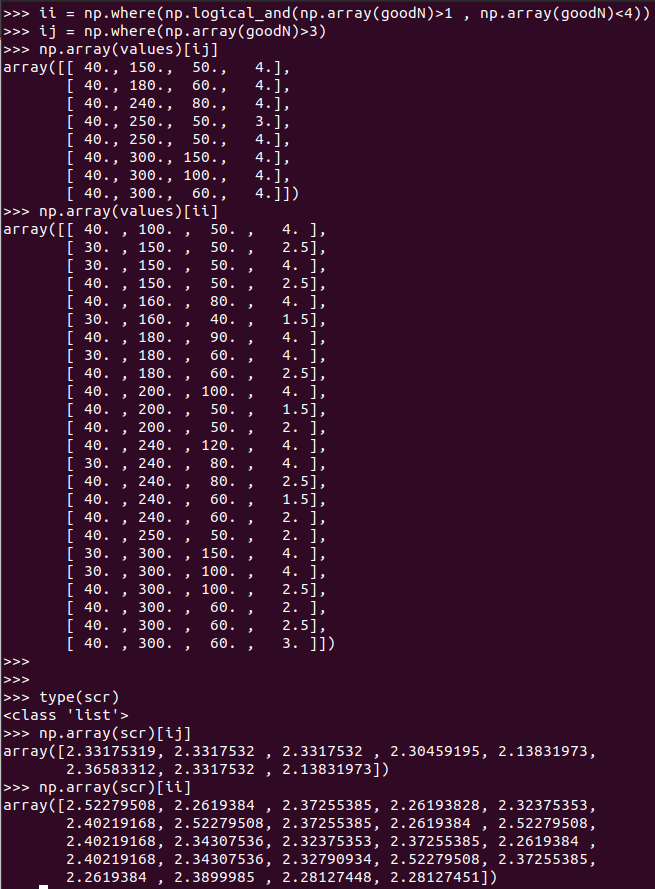 >>> ii = np.where(np.logical_and(np.array(goodN)>1 , np.array(goodN)<4))
>>> ij = np.where(np.array(goodN)>3)
>>> np.array(values)[ij]
array([[ 40., 150.,  50.,   4.],
       [ 40., 180.,  60.,   4.],
       [ 40., 240.,  80.,   4.],
       [ 40., 250.,  50.,   3.],
       [ 40., 250.,  50.,   4.],
       [ 40., 300., 150.,   4.],
       [ 40., 300., 100.,   4.],
       [ 40., 300.,  60.,   4.]])
>>> np.array(values)[ii]
array([[ 40. , 100. ,  50. ,   4. ],
       [ 30. , 150. ,  50. ,   2.5],
       [ 30. , 150. ,  50. ,   4. ],
       [ 40. , 150. ,  50. ,   2.5],
       [ 40. , 160. ,  80. ,   4. ],
       [ 30. , 160. ,  40. ,   1.5],
       [ 40. , 180. ,  90. ,   4. ],
       [ 30. , 180. ,  60. ,   4. ],
       [ 40. , 180. ,  60. ,   2.5],
       [ 40. , 200. , 100. ,   4. ],
       [ 40. , 200. ,  50. ,   1.5],
       [ 40. , 200. ,  50. ,   2. ],
       [ 40. , 240. , 120. ,   4. ],
       [ 30. , 240. ,  80. ,   4. ],
       [ 40. , 240. ,  80. ,   2.5],
       [ 40. , 240. ,  60. ,   1.5],
       [ 40. , 240. ,  60. ,   2. ],
       [ 40. , 250. ,  50. ,   2. ],
       [ 30. , 300. , 150. ,   4. ],
       [ 30. , 300. , 100. ,   4. ],
       [ 40. , 300. , 100. ,   2.5],
       [ 40. , 300. ,  60. ,   2. ],
       [ 40. , 300. ,  60. ,   2.5],
       [ 40. , 300. ,  60. ,   3. ]])
>>>
>>>
>>> type(scr)
<class 'list'>
>>> np.array(scr)[ij]
array([2.33175319, 2.3317532 , 2.3317532 , 2.30459195, 2.13831973,
       2.36583312, 2.3317532 , 2.13831973])
>>> np.array(scr)[ii]
array([2.52279508, 2.2619384 , 2.37255385, 2.26193828, 2.32375353,
       2.40219168, 2.52279508, 2.37255385, 2.2619384 , 2.52279508,
       2.40219168, 2.34307536, 2.32375353, 2.37255385, 2.2619384 ,
       2.40219168, 2.34307536, 2.32790934, 2.52279508, 2.37255385,
       2.2619384 , 2.3899985 , 2.28127448, 2.28127451])